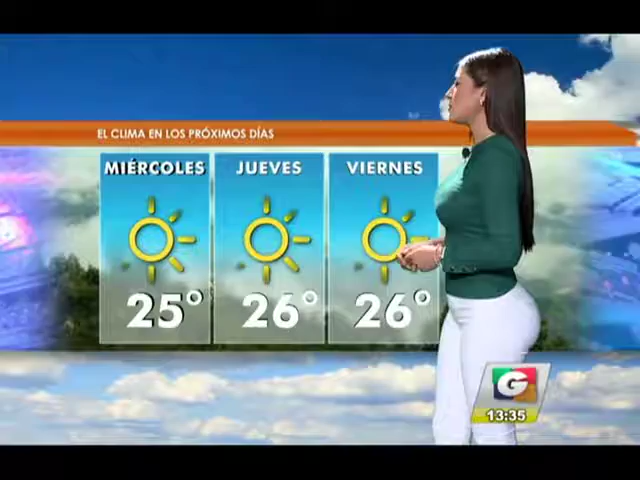 EL CLIMA EN LOS PRÓXIMOS DÍAS
MIÉRCOLES JUEVES VIERNES
25° 26° 26°
G
13:35